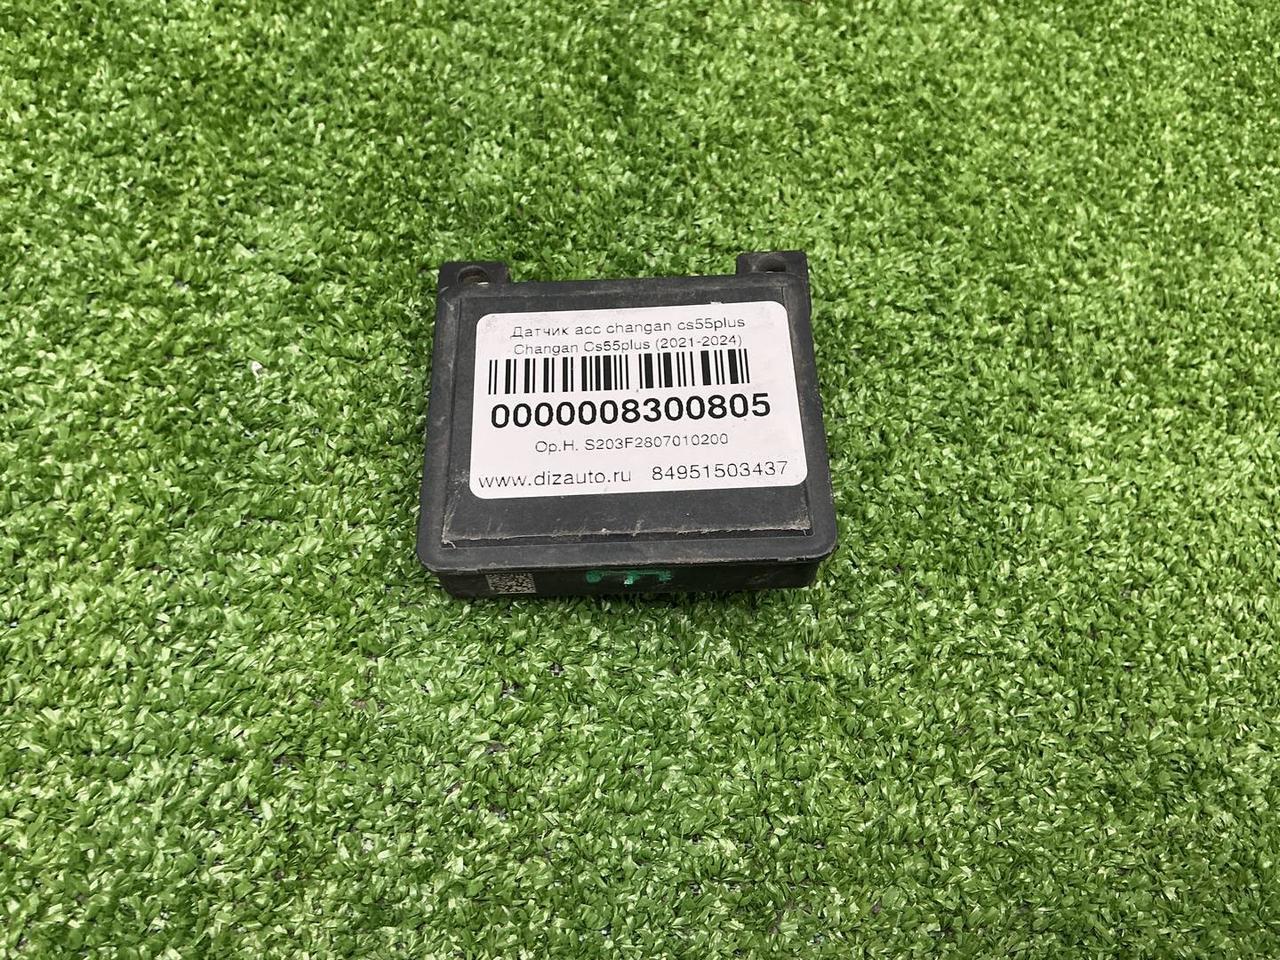 Датчик acc changan cs55plus
Changan Cs55plus (2021-2024)
0000008300805
Ор.Н. S203F2807010200
www.dizauto.ru 84951503437